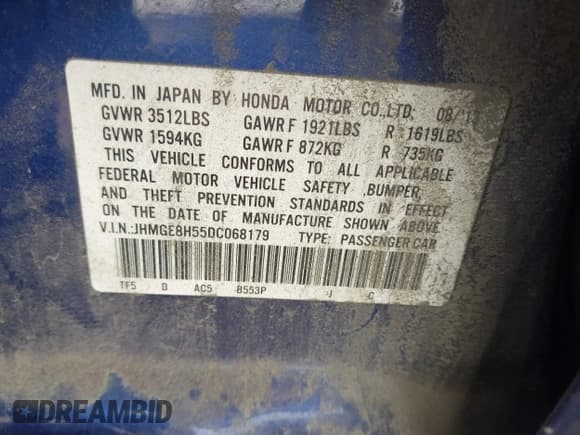 MFD. IN JAPAN BY HONDA MOTOR CO.,LTD. 08/13
GVWR 3512LBS GAWR F 1921LBS R 1619LBS
GVWR 1594KG GAWR F 872KG R 735KG
THIS VEHICLE CONFORMS TO ALL APPLICABLE
FEDERAL MOTOR VEHICLE SAFETY ,BUMPER,
AND THEFT PREVENTION STANDARDS IN EFFECT
ON THE DATE OF MANUFACTURE SHOWN ABOVE.
V.I.N.:JHMGE8H55DC068179 TYPE: PASSENGER CAR
TF5 D AC5 -B553P J C
DREAMBID